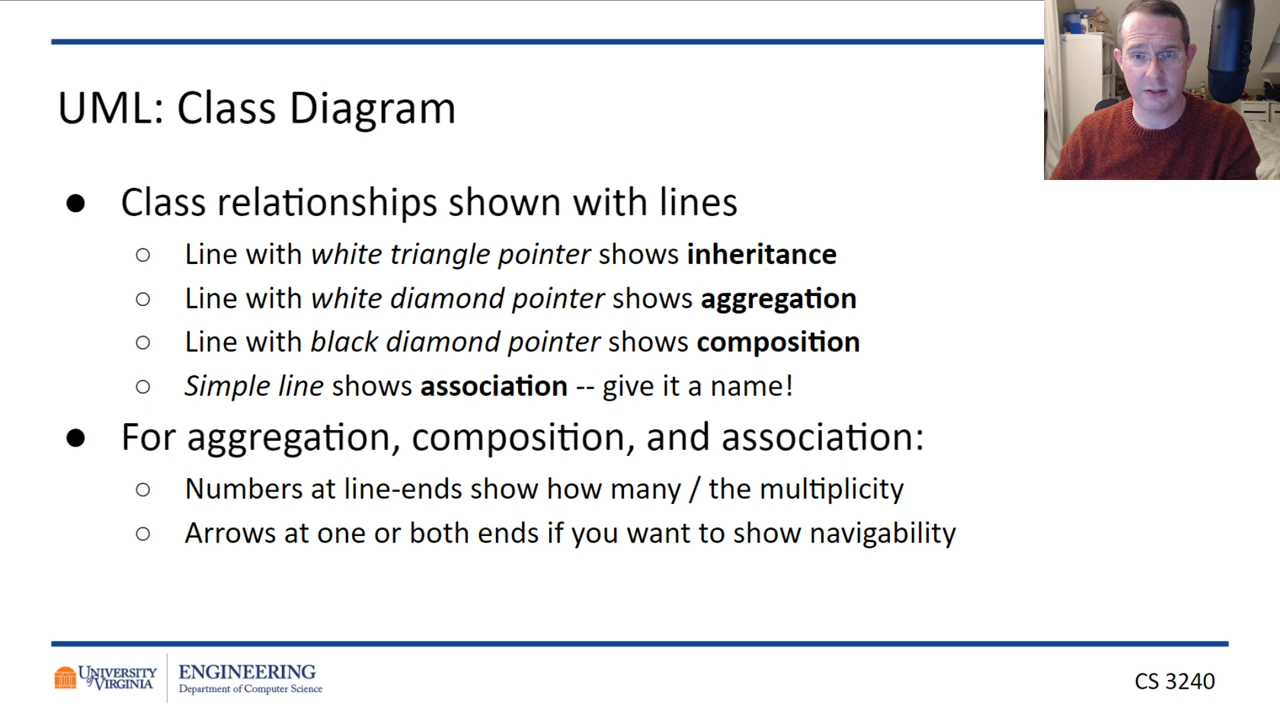 UML: Class Diagram
● Class relationships shown with lines
○ Line with white triangle pointer shows inheritance
○ Line with white diamond pointer shows aggregation
○ Line with black diamond pointer shows composition
○ Simple line shows association -- give it a name!
● For aggregation, composition, and association:
○ Numbers at line-ends show how many / the multiplicity
○ Arrows at one or both ends if you want to show navigability
UNIVERSITY
of VIRGINIA
ENGINEERING
Department of Computer Science
CS 3240